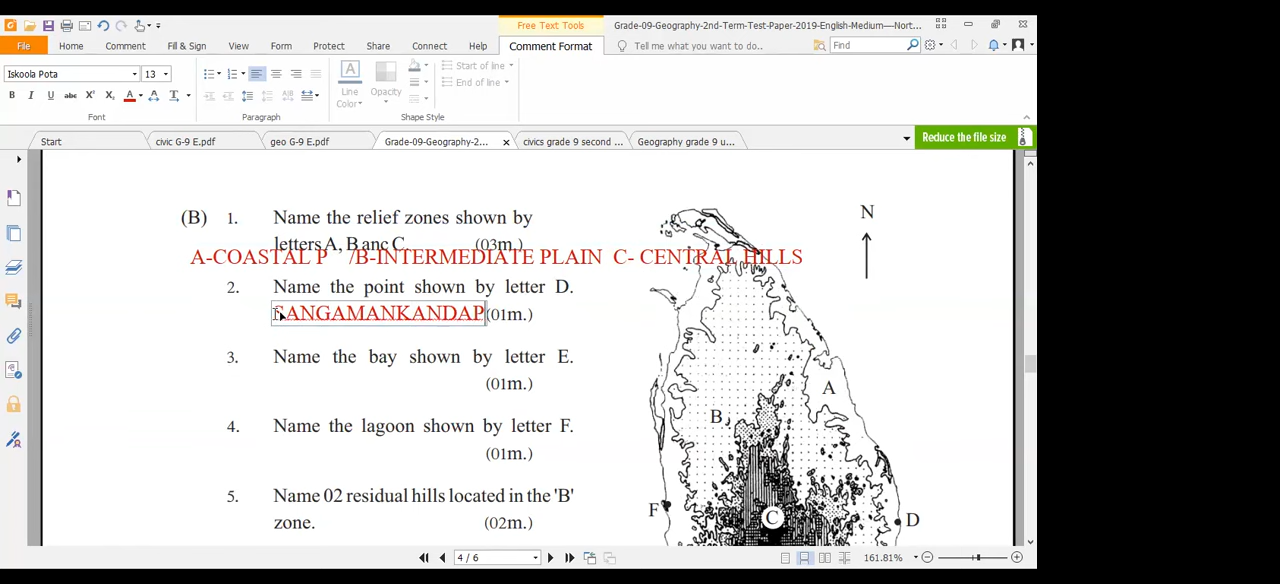 Free Text Tools
Grade-09-Geography-2nd-Term-Test-Paper-2019-English-Medium—Nort...
File Home Comment Fill & Sign View Form Protect Share Connect Help Comment Format Tell me what you want to do.. Find
Iskoola Pota 13
Start of line
End of line
B I U abc X² X₂ A A T
Line Color Opacity
Font Paragraph Shape Style
Start civic G-9 E.pdf geo G-9 E.pdf Grade-09-Geography-2... civics grade 9 second ... Geography grade 9 u... Reduce the file size
(B) 1. Name the relief zones shown by
letters A, B anc C. (03m.)
A-COASTAL P /B-INTERMEDIATE PLAIN C- CENTRAL HILLS
2. Name the point shown by letter D.
SANGAMANKANDAP (01m.)
3. Name the bay shown by letter E.
(01m.)
4. Name the lagoon shown by letter F.
(01m.)
5. Name 02 residual hills located in the 'B'
zone. (02m.)
N
A
B
F
C
D
4 / 6
161.81%